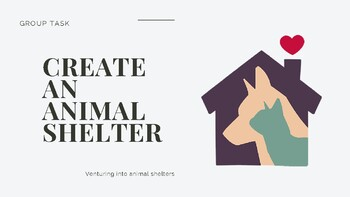 GROUP TASK
CREATE
AN
ANIMAL
SHELTER
Venturing into animal shelters